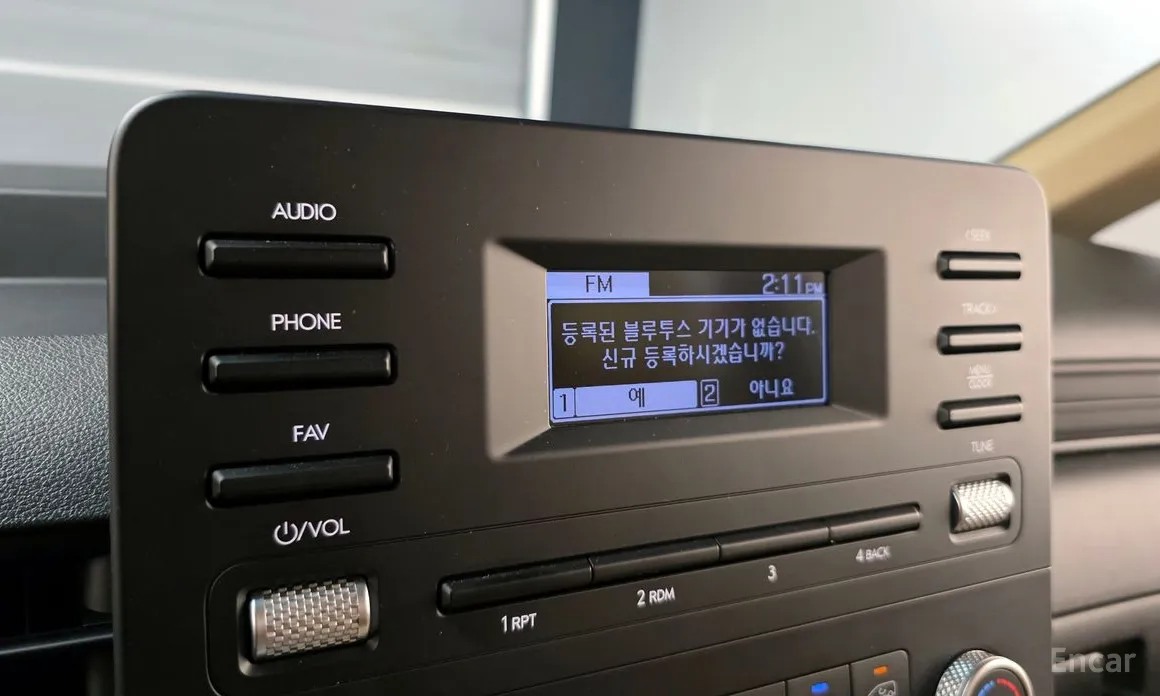 AUDIO
PHONE
FAV
/VOL
FM 2:11PM
등록된 블루투스 기기가 없습니다.
신규 등록하시겠습니까?
1 예 2 아니요
<SEEK
TRACK>
MENU
CLOCK
TUNE
1 RPT
2 RDM
3
4 BACK
Encar